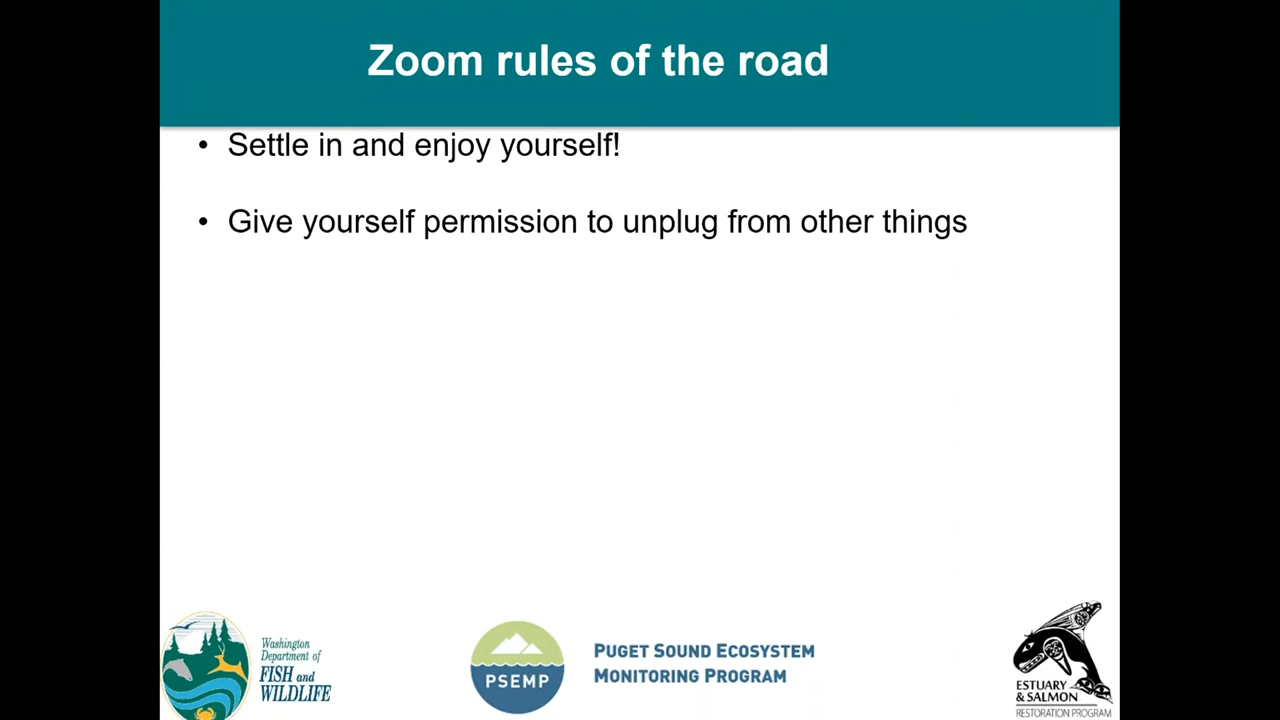 Zoom rules of the road
• Settle in and enjoy yourself!
• Give yourself permission to unplug from other things
Washington
Department of
FISH and
WILDLIFE
PSEMP
PUGET SOUND ECOSYSTEM
MONITORING PROGRAM
ESTUARY
& SALMON
RESTORATION PROGRAM